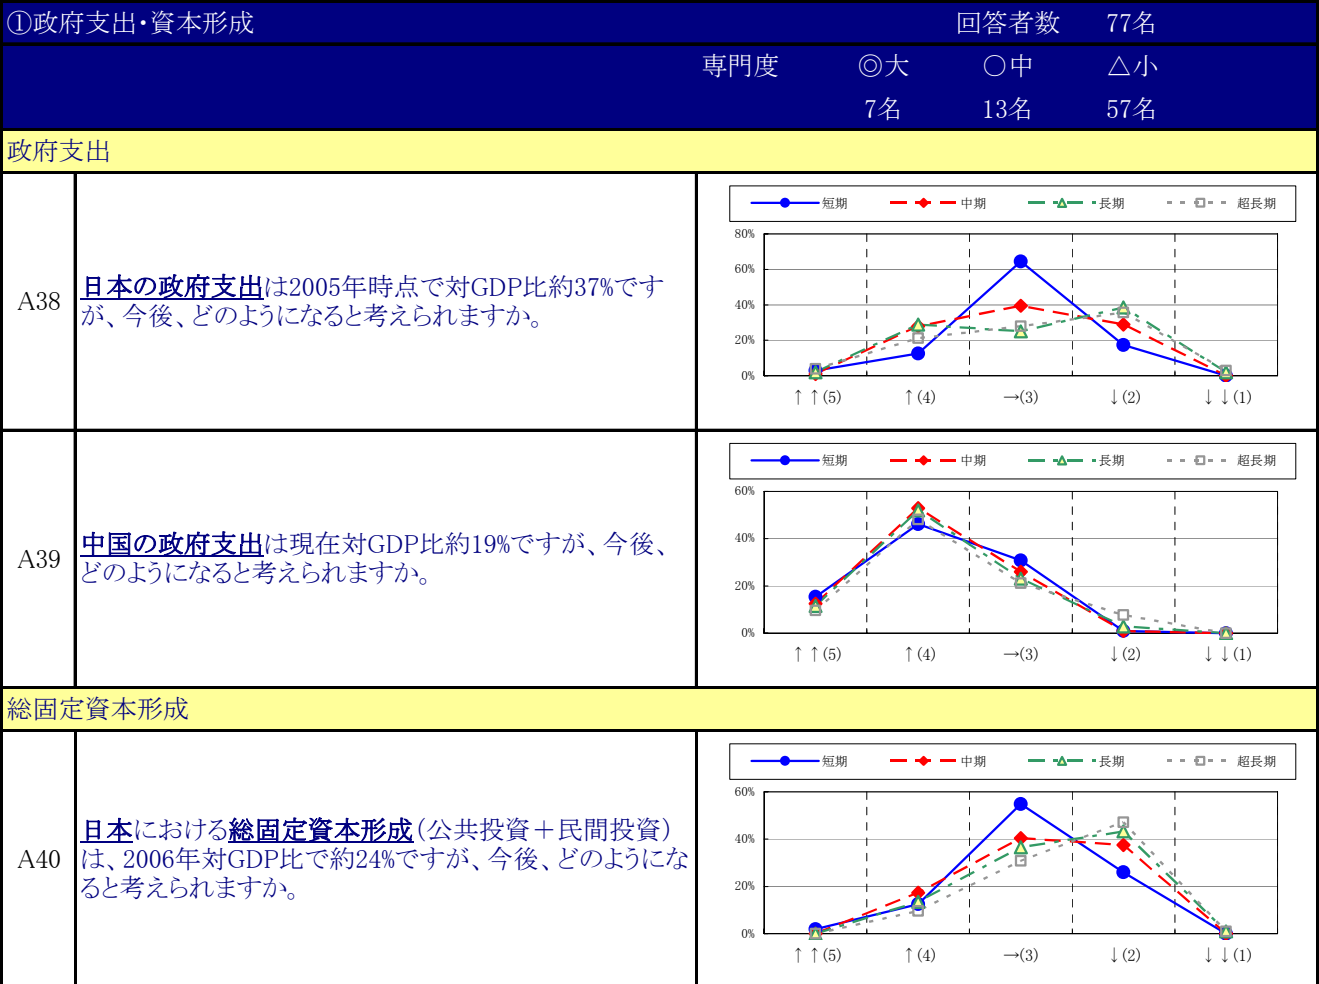 ①政府支出・資本形成 回答者数 77名
専門度 ◎大 ○中 △小
7名 13名 57名
政府支出
A38
日本の政府支出は2005年時点で対GDP比約37%です
が、今後、どのようになると考えられますか。
短期 中期 長期 超長期
80%
60%
40%
20%
0%
↑↑(5) ↑(4) →(3) ↓(2) ↓↓(1)
A39
中国の政府支出は現在対GDP比約19%ですが、今後、
どのようになると考えられますか。
短期 中期 長期 超長期
60%
40%
20%
0%
↑↑(5) ↑(4) →(3) ↓(2) ↓↓(1)
総固定資本形成
A40
日本における総固定資本形成(公共投資+民間投資)
は、2006年対GDP比で約24%ですが、今後、どのようにな
ると考えられますか。
短期 中期 長期 超長期
60%
40%
20%
0%
↑↑(5) ↑(4) →(3) ↓(2) ↓↓(1)